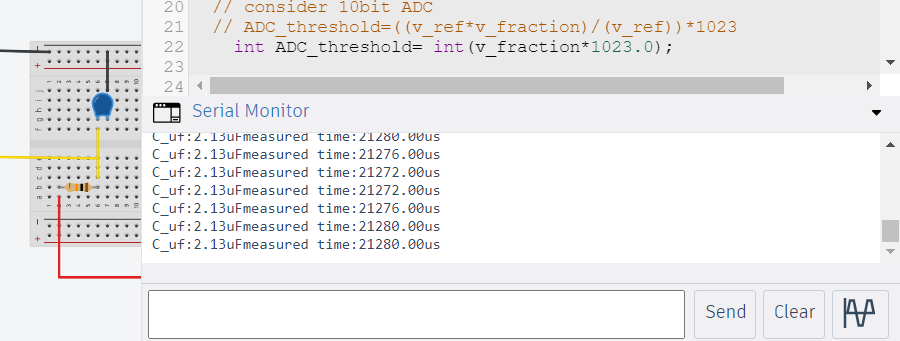 20 // consider 10bit ADC
21 // ADC_threshold=((v_ref*v_fraction)/(v_ref))*1023
22 int ADC_threshold= int(v_fraction*1023.0);
23
24
Serial Monitor
C_uf:2.13uFmeasured time:21280.00us
C_uf:2.13uFmeasured time:21276.00us
C_uf:2.13uFmeasured time:21272.00us
C_uf:2.13uFmeasured time:21272.00us
C_uf:2.13uFmeasured time:21276.00us
C_uf:2.13uFmeasured time:21280.00us
C_uf:2.13uFmeasured time:21280.00us
Send
Clear